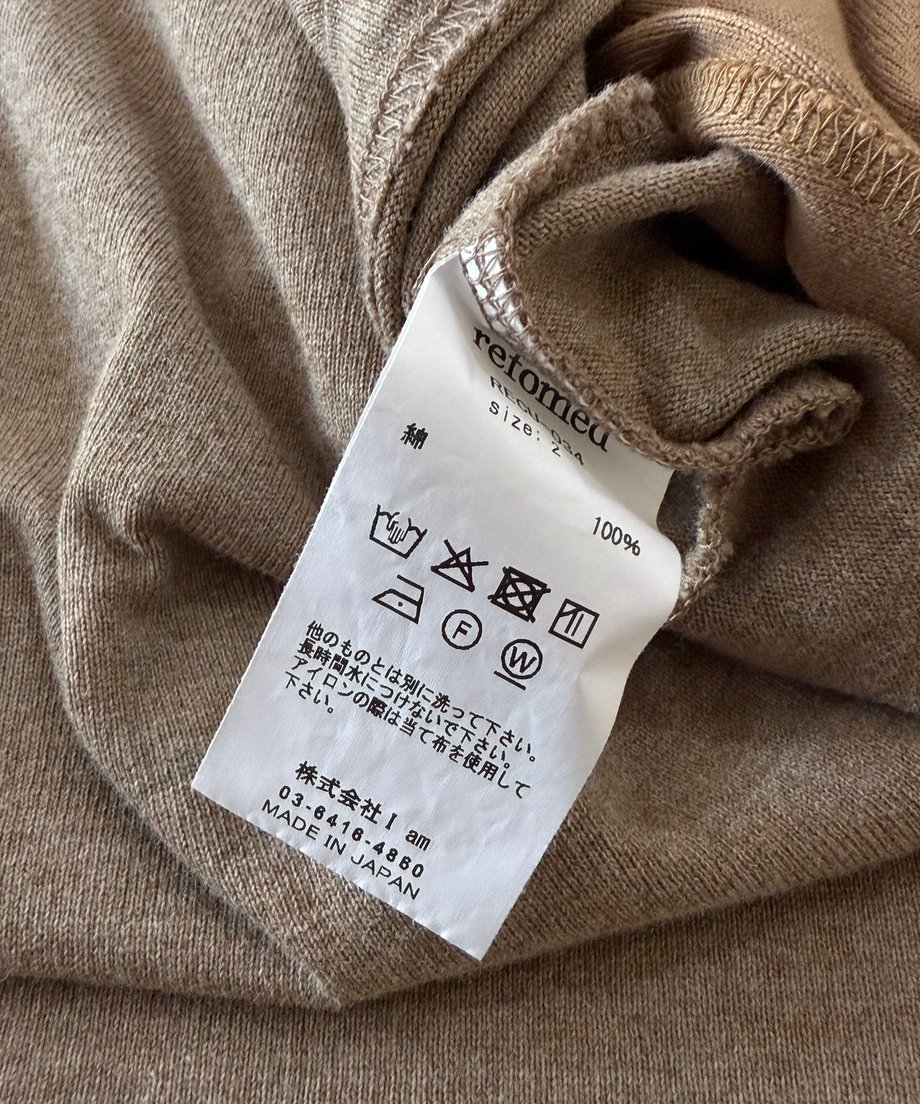 retomed
Size: 2
綿 100%
F
W
他のものとは別に洗って下さい。
長時間水につけないで下さい。
アイロンの際は当て布を使用して
下さい。
株式会社I am
03-6416-4860
MADE IN JAPAN